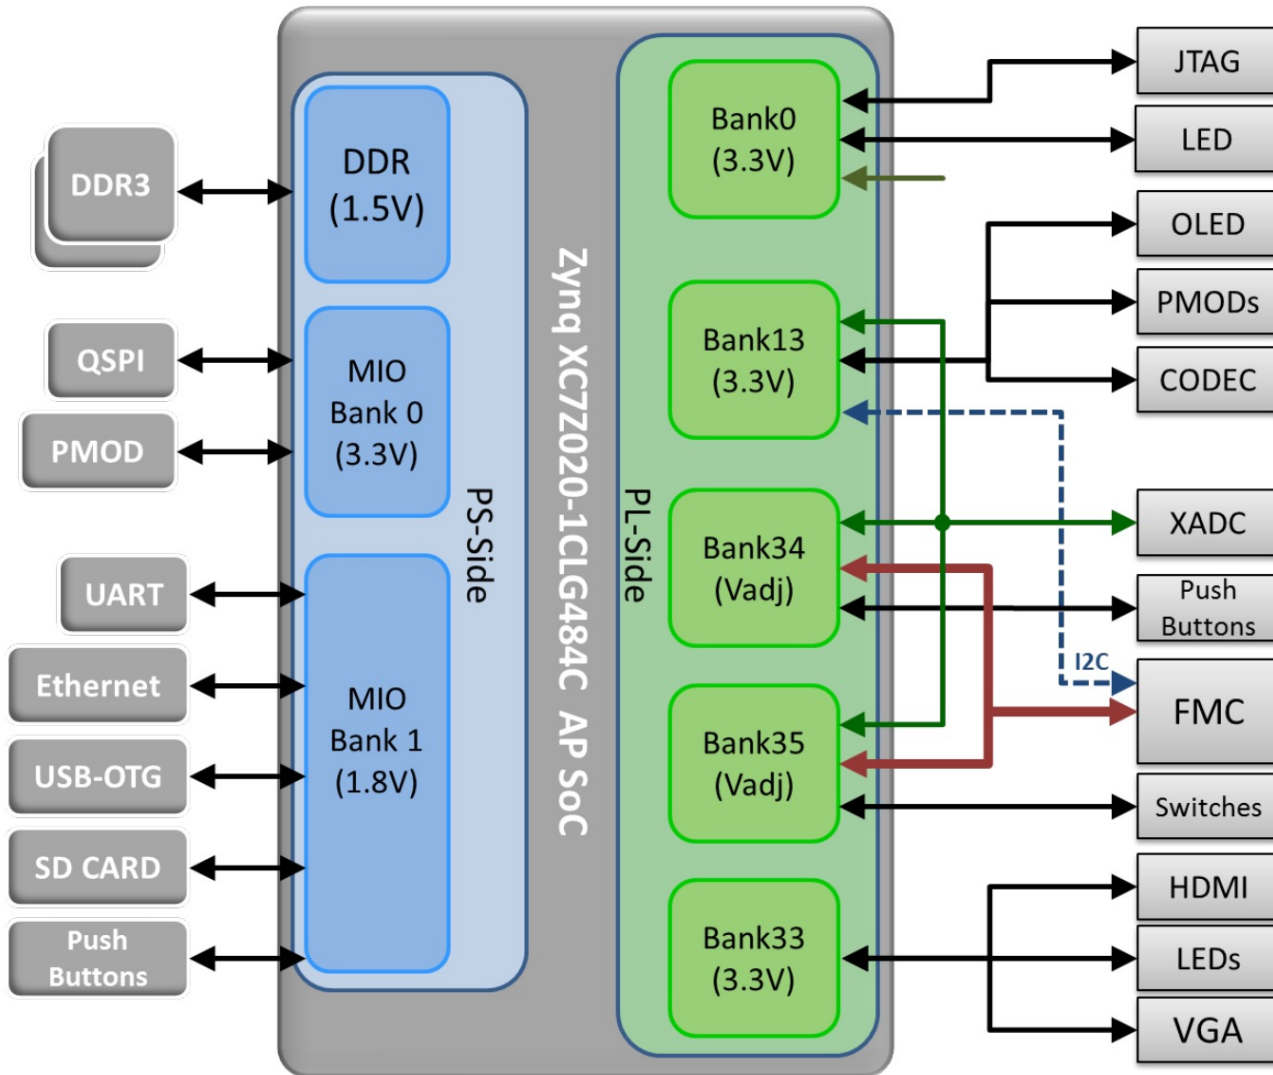 DDR3
QSPI
PMOD
UART
Ethernet
USB-OTG
SD CARD
Push
Buttons
DDR
(1.5V)
MIO
Bank 0
(3.3V)
MIO
Bank 1
(1.8V)
PS-Side
Zynq XC7Z020-1CLG484C AP SoC
PL-Side
Bank0
(3.3V)
Bank13
(3.3V)
Bank34
(Vadj)
Bank35
(Vadj)
Bank33
(3.3V)
I2C
JTAG
LED
OLED
PMODs
CODEC
XADC
Push
Buttons
FMC
Switches
HDMI
LEDs
VGA